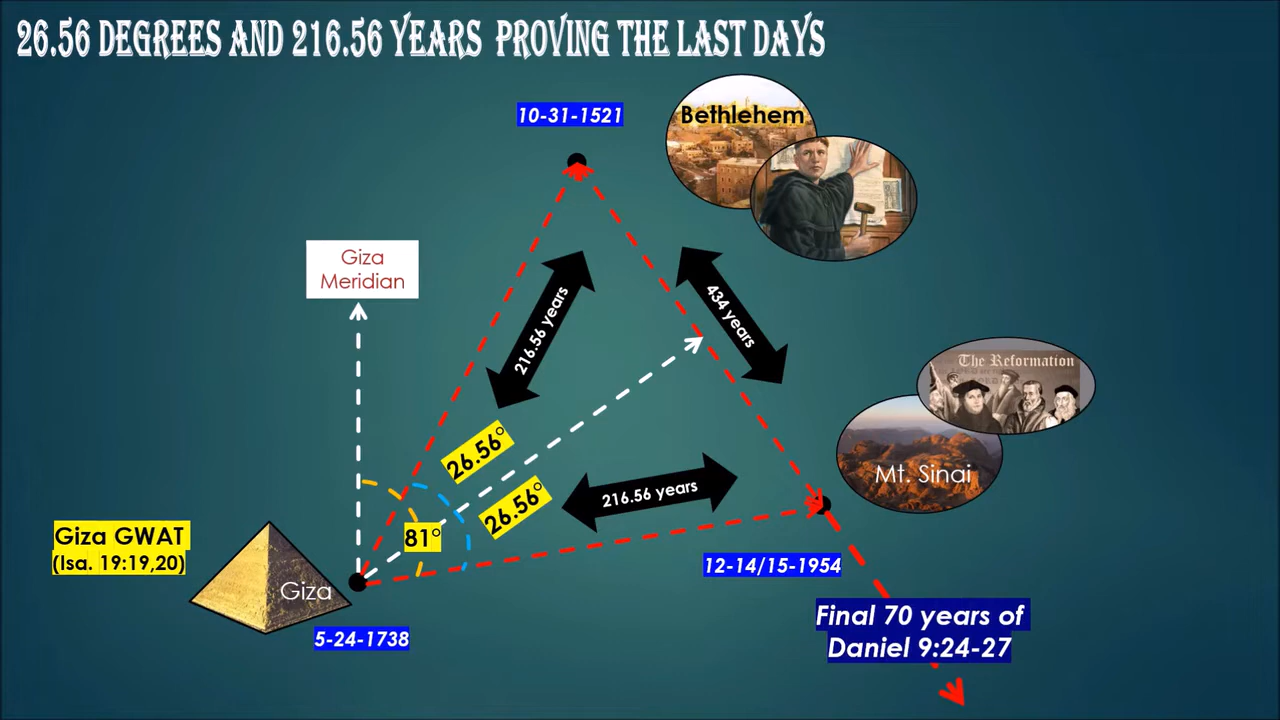 26.56 DEGREES AND 216.56 YEARS PROVING THE LAST DAYS
10-31-1521
Bethlehem
Giza
Meridian
216.56 years
434 years
The Reformation
26.56°
26.56°
216.56 years
Mt. Sinai
81°
Giza GWAT
(Isa. 19:19,20)
Giza
12-14/15-1954
5-24-1738
Final 70 years of
Daniel 9:24-27